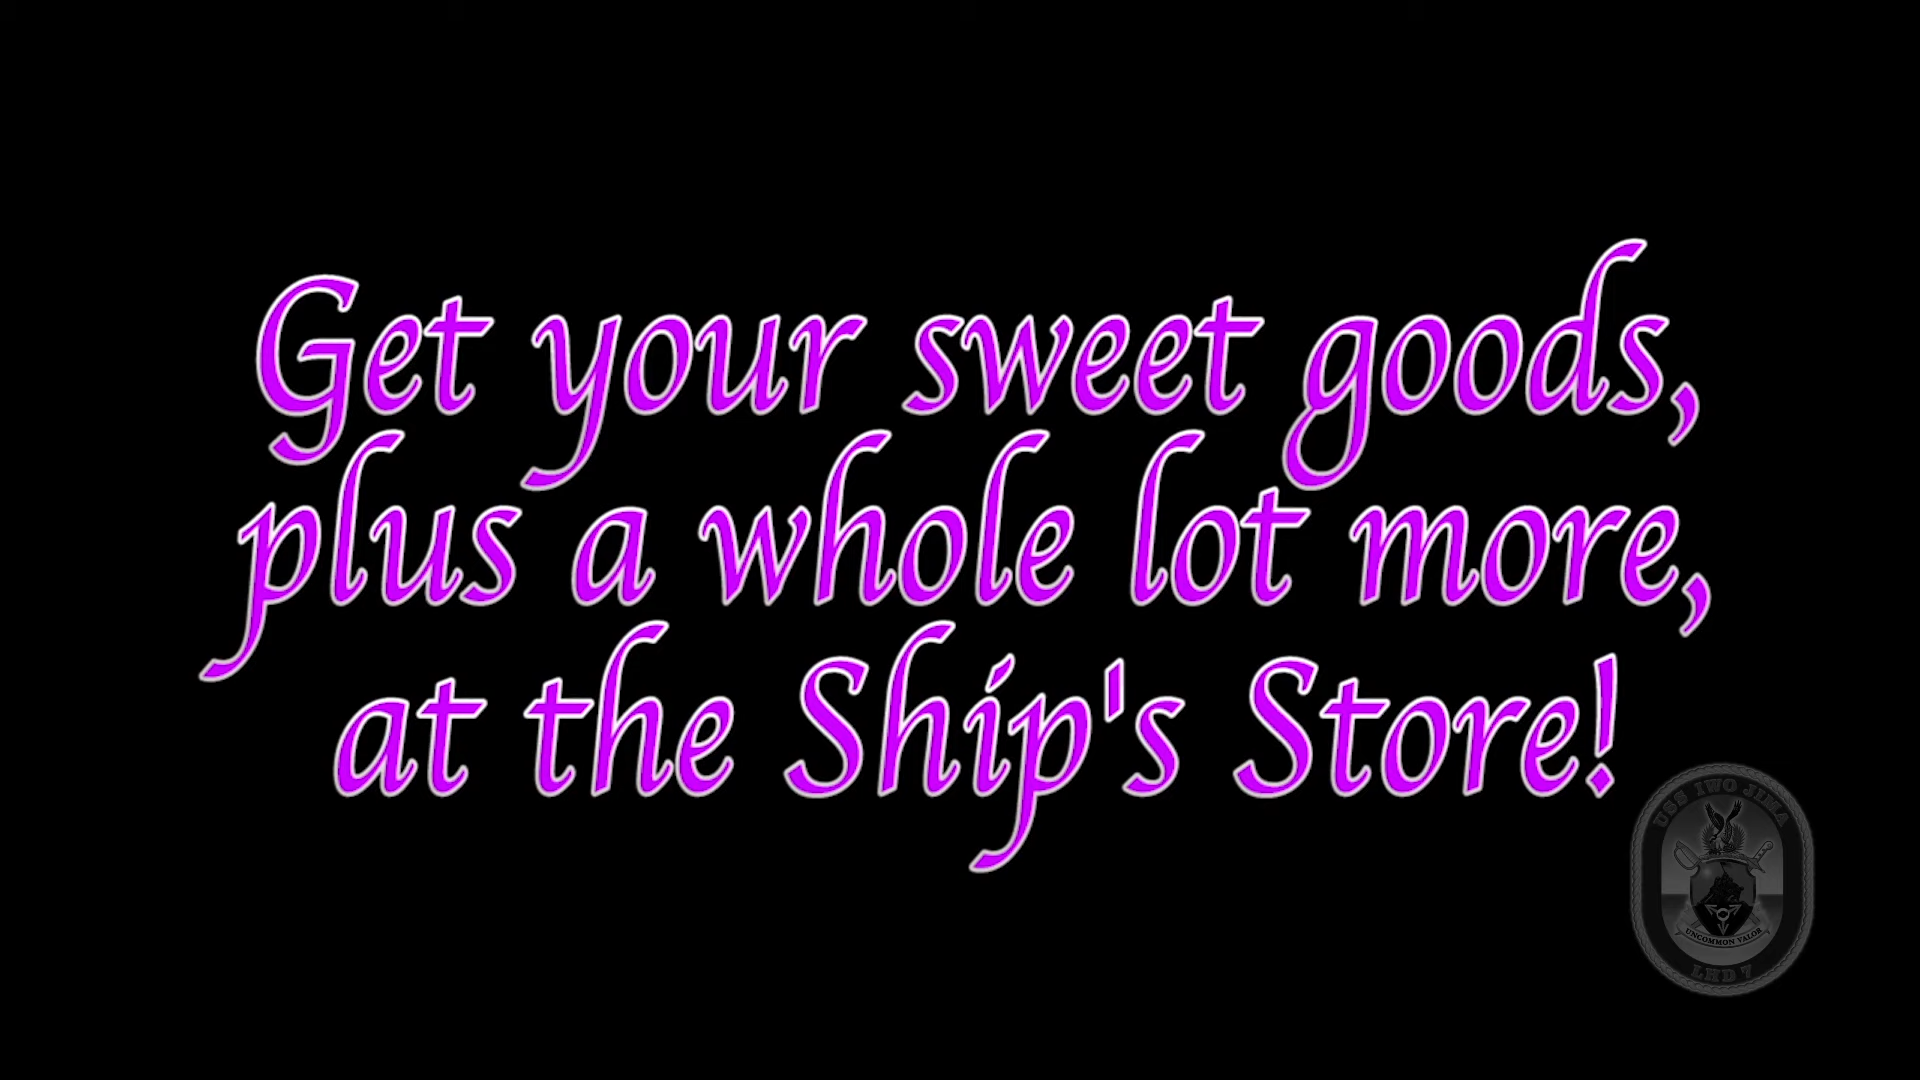 Get your sweet goods,
plus a whole lot more,
at the Ship's Store!
USS IWO JIMA
UNCOMMON VALOR
LHD 7